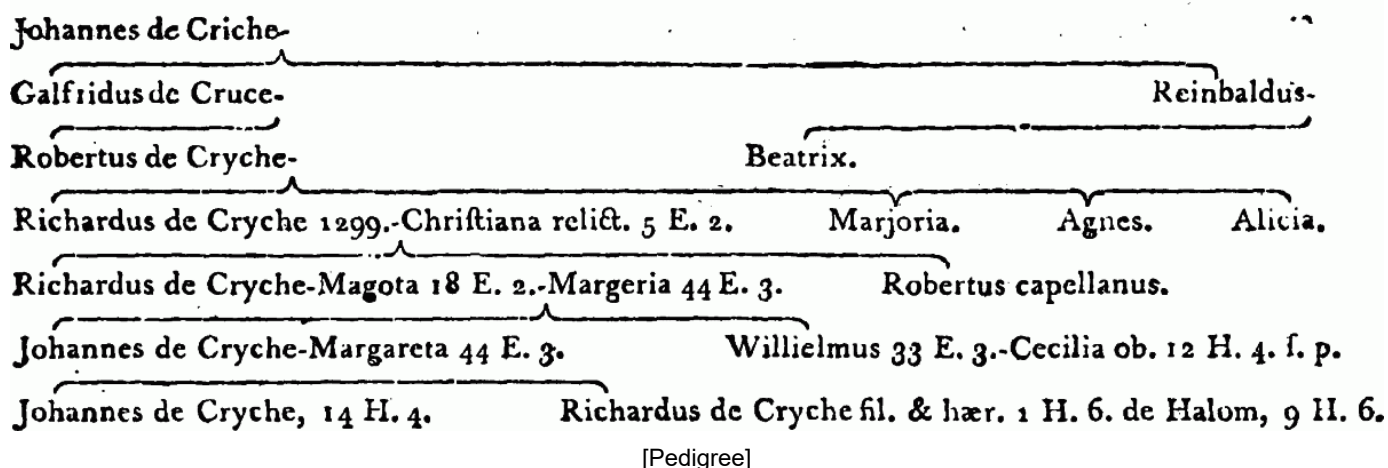 Johannes de Criche-
Galfridus de Cruce- Reinbaldus-
Robertus de Cryche- Beatrix.
Richardus de Cryche 1299.-Chriſtiana relict. 5 E. 2. Marjoria. Agnes. Alicia.
Richardus de Cryche-Magota 18 E. 2.-Margeria 44 E. 3. Robertus capellanus.
Johannes de Cryche-Margareta 44 E. 3. Willielmus 33 E. 3.-Cecilia ob. 12 H. 4. ſ. p.
Johannes de Cryche, 14 H. 4. Richardus de Cryche fil. & hær. 1 H. 6. de Halom, 9 H. 6.
[Pedigree]